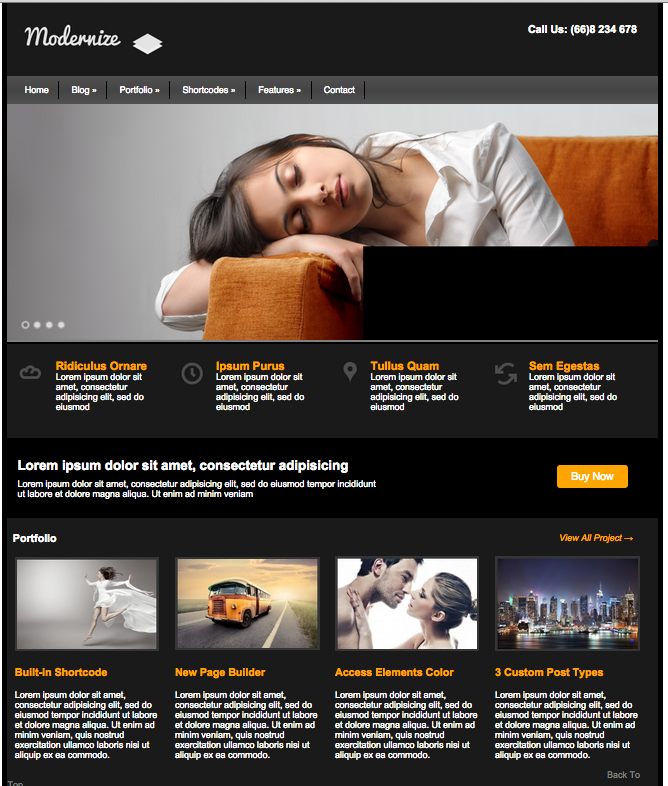 Modernize
Call Us: (66)8 234 678
Home Blog » Portfolio » Shortcodes » Features » Contact
Ridiculus Ornare
Lorem ipsum dolor sit
amet, consectetur
adipisicing elit, sed do
eiusmod
Ipsum Purus
Lorem ipsum dolor sit
amet, consectetur
adipisicing elit, sed do
eiusmod
Tullus Quam
Lorem ipsum dolor sit
amet, consectetur
adipisicing elit, sed do
eiusmod
Sem Egestas
Lorem ipsum dolor sit
amet, consectetur
adipisicing elit, sed do
eiusmod
Lorem ipsum dolor sit amet, consectetur adipisicing
Lorem ipsum dolor sit amet, consectetur adipisicing elit, sed do eiusmod tempor incididunt
ut labore et dolore magna aliqua. Ut enim ad minim veniam
Buy Now
Portfolio
View All Project →
Built-In Shortcode
Lorem ipsum dolor sit amet,
consectetur adipisicing elit, sed do
eiusmod tempor incididunt ut labore
et dolore magna aliqua. Ut enim ad
minim veniam, quis nostrud
exercitation ullamco laboris nisi ut
aliquip ex ea commodo.
New Page Builder
Lorem ipsum dolor sit amet,
consectetur adipisicing elit, sed do
eiusmod tempor incididunt ut labore
et dolore magna aliqua. Ut enim ad
minim veniam, quis nostrud
exercitation ullamco laboris nisi ut
aliquip ex ea commodo.
Access Elements Color
Lorem ipsum dolor sit amet,
consectetur adipisicing elit, sed do
eiusmod tempor incididunt ut labore
et dolore magna aliqua. Ut enim ad
minim veniam, quis nostrud
exercitation ullamco laboris nisi ut
aliquip ex ea commodo.
3 Custom Post Types
Lorem ipsum dolor sit amet,
consectetur adipisicing elit, sed do
eiusmod tempor incididunt ut labore
et dolore magna aliqua. Ut enim ad
minim veniam, quis nostrud
exercitation ullamco laboris nisi ut
aliquip ex ea commodo.
Back To
Top